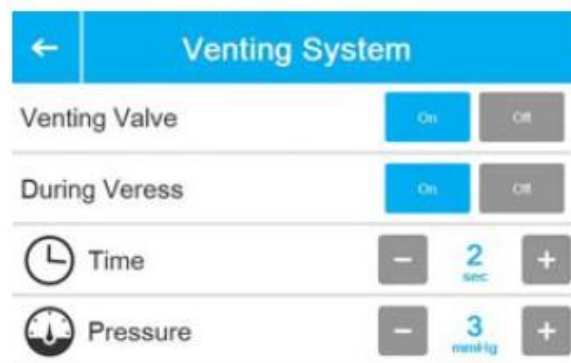 ← Venting System
Venting Valve On Off
During Veress On Off
Time − 2 +
sec
Pressure − 3 +
mmHg